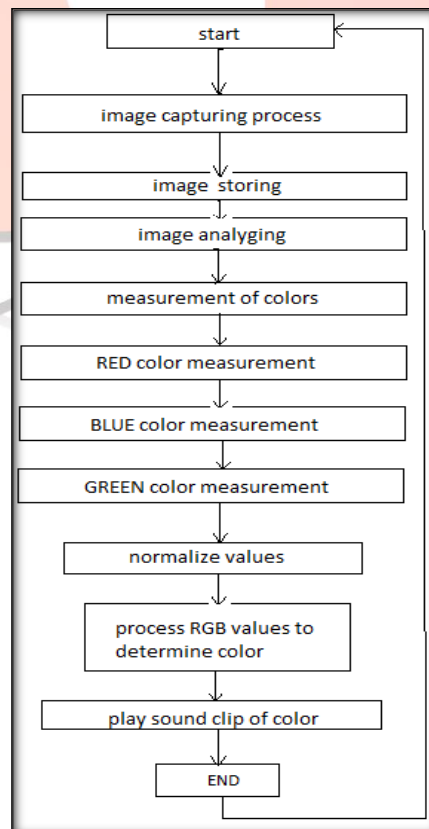 start
image capturing process
image storing
image analyging
measurement of colors
RED color measurement
BLUE color measurement
GREEN color measurement
normalize values
process RGB values to
determine color
play sound clip of color
END